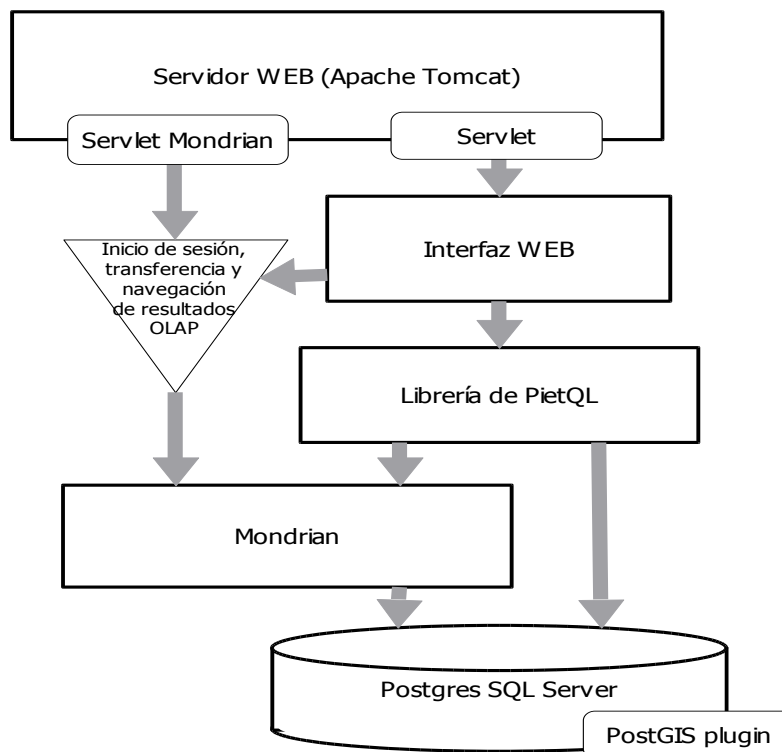 Servidor WEB (Apache Tomcat)
Servlet Mondrian
Servlet
Inicio de sesión,
transferencia y
navegación
de resultados
OLAP
Interfaz WEB
Librería de PietQL
Mondrian
Postgres SQL Server
PostGIS plugin